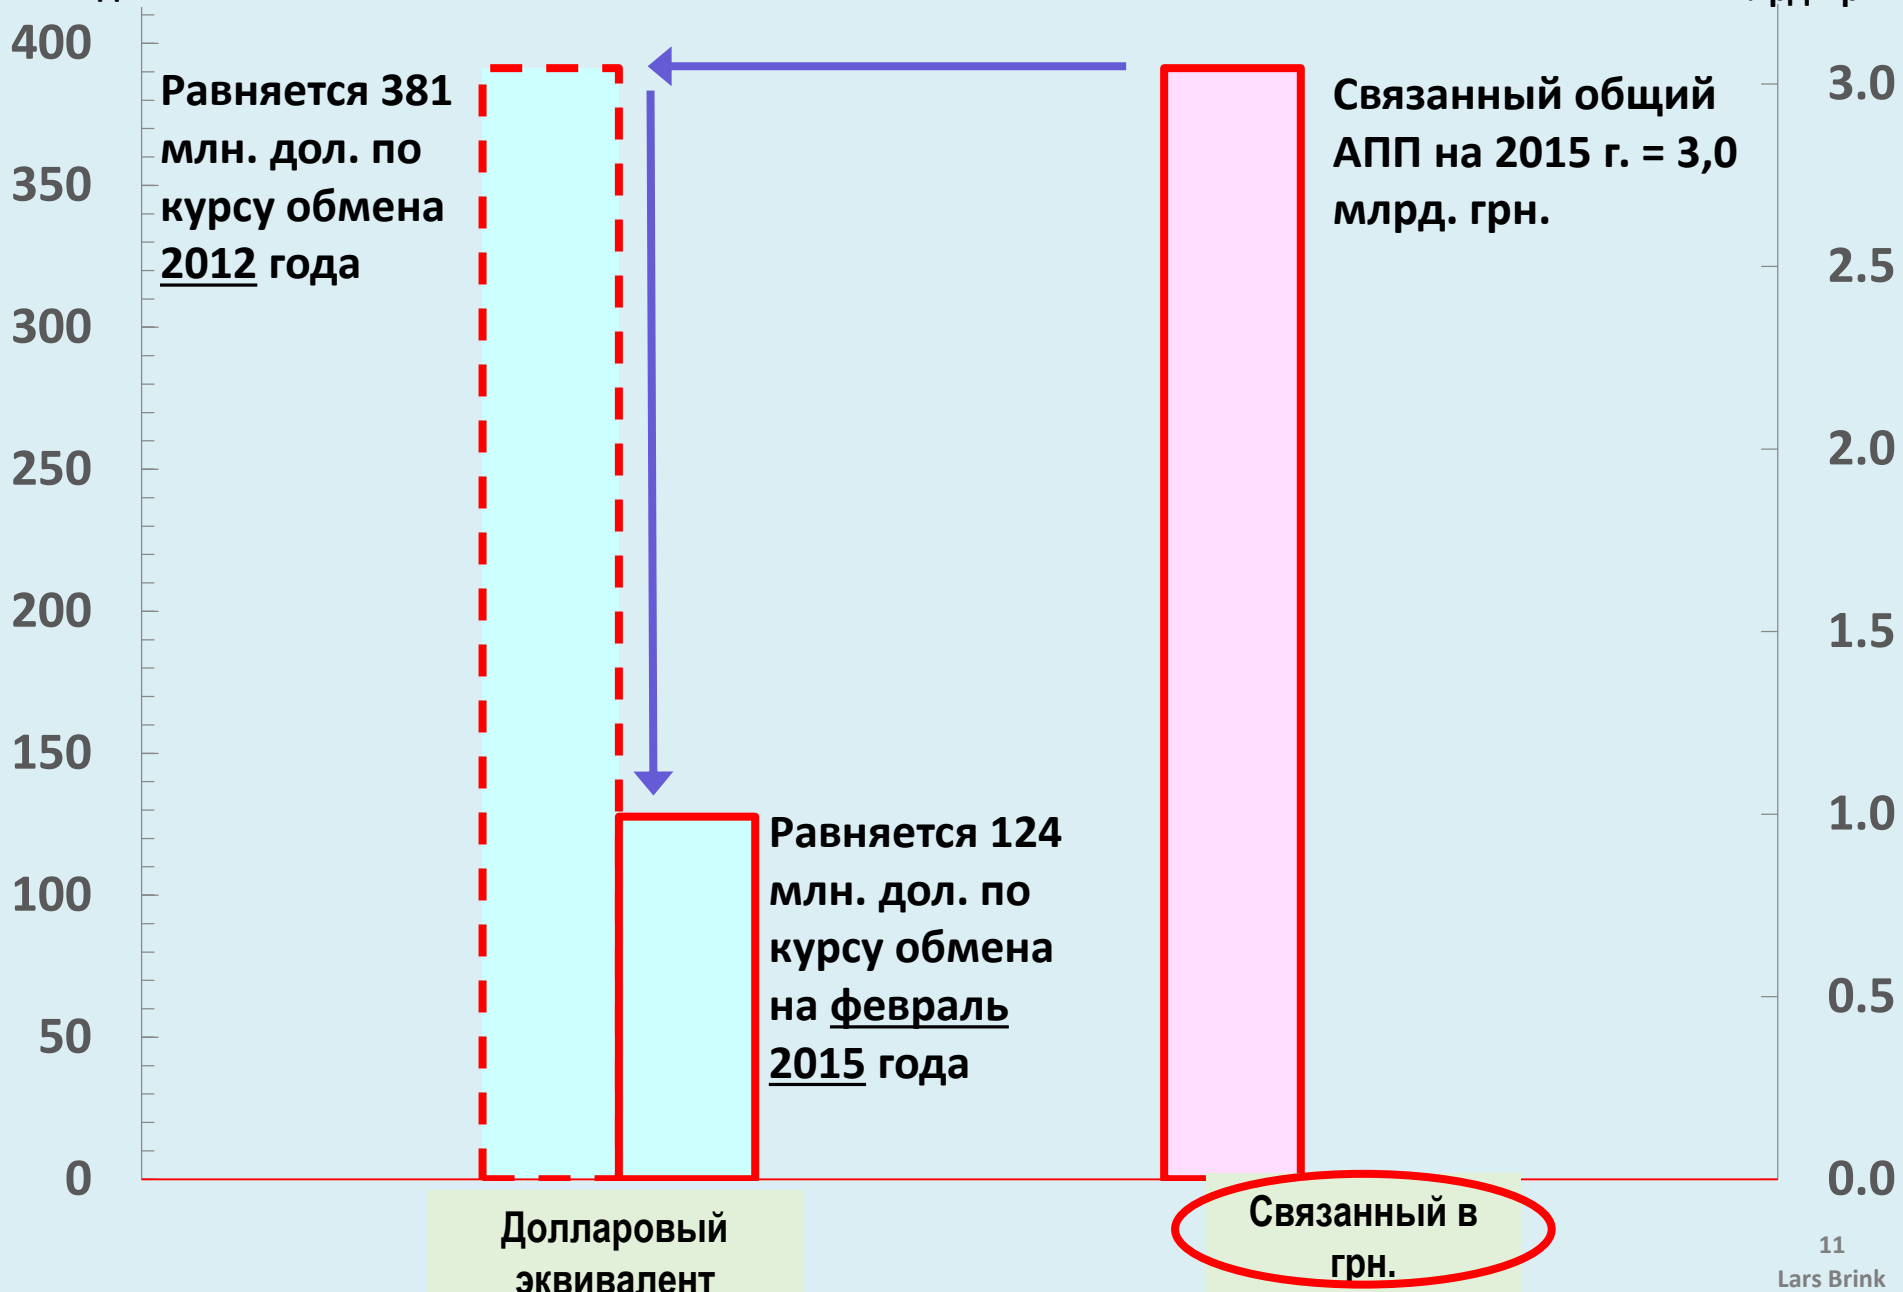 400
350
300
250
200
150
100
50
0
Равняется 381
млн. дол. по
курсу обмена
2012 года
Равняется 124
млн. дол. по
курсу обмена
на февраль
2015 года
Связанный общий
АПП на 2015 г. = 3,0
млрд. грн.
3.0
2.5
2.0
1.5
1.0
0.5
0.0
Долларовый
эквивалент
Связанный в
грн.
11
Lars Brink